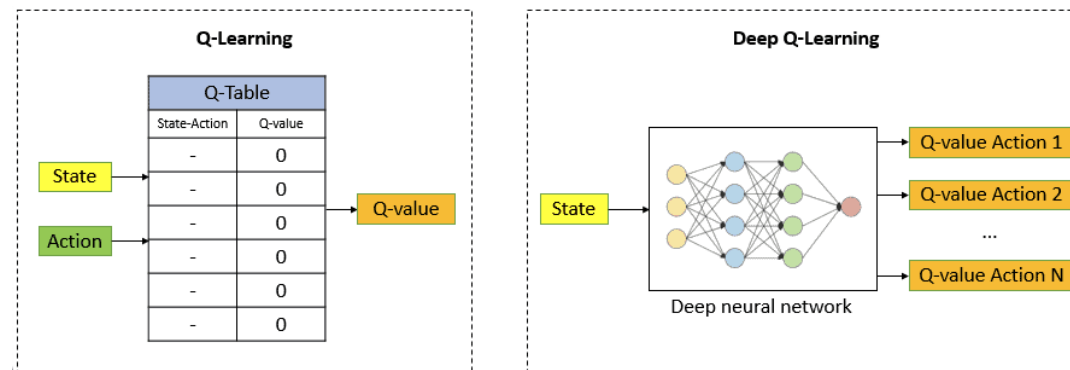 Q-Learning
Q-Table
State-Action Q-value
- 0
- 0
- 0
- 0
- 0
- 0
State
Action
Q-value
Deep Q-Learning
State
Deep neural network
Q-value Action 1
Q-value Action 2
...
Q-value Action N